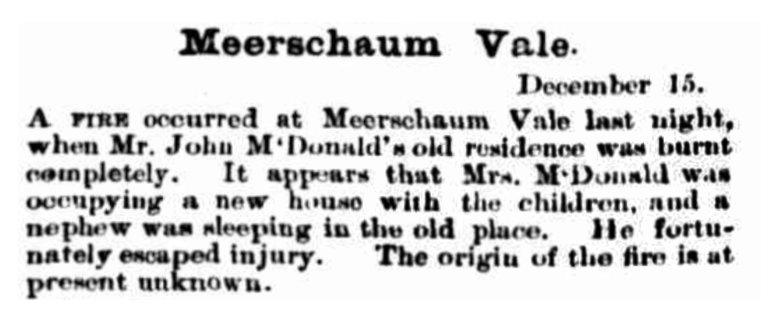 Meerschaum Vale.
December 15.
A FIRE occurred at Meerschaum Vale last night,
when Mr. John M'Donald's old residence was burnt
completely. It appears that Mrs. M'Donald was
occupying a new house with the children, and a
nephew was sleeping in the old place. He fortu-
nately escaped injury. The origin of the fire is at
present unknown.